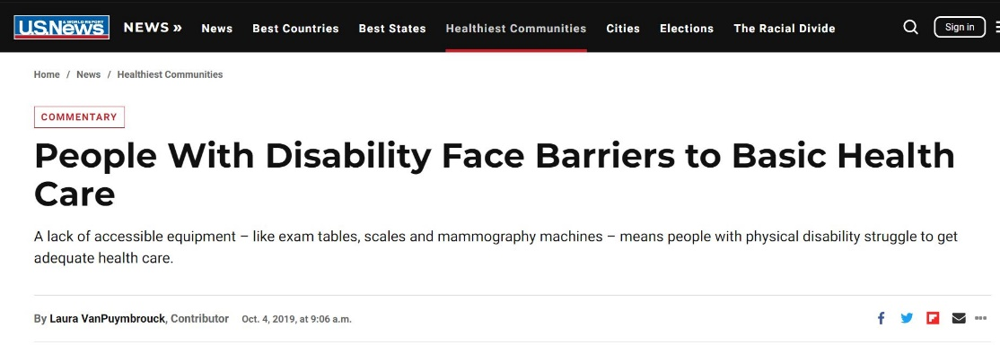 U.S.News & WORLD REPORT NEWS » News Best Countries Best States Healthiest Communities Cities Elections The Racial Divide Sign in
Home / News / Healthiest Communities
COMMENTARY
People With Disability Face Barriers to Basic Health
Care
A lack of accessible equipment – like exam tables, scales and mammography machines – means people with physical disability struggle to get
adequate health care.
By Laura VanPuymbrouck, Contributor Oct. 4, 2019, at 9:06 a.m.